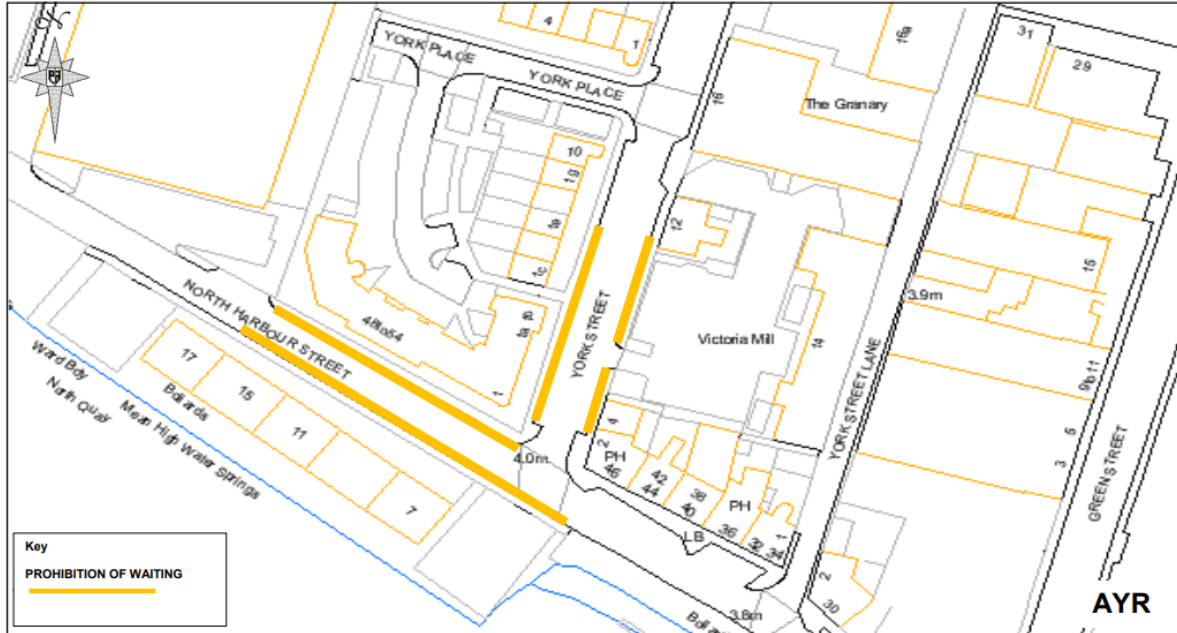 4
1
YORK PLACE
YORK PLACE
16a
31
29
16
The Granary
10
1g
1e
1c
12
15
3.9m
NORTH HARBOUR STREET
48to54
YORK STREET
Victoria Mill
14
YORK STREET LANE
9to11
5
3
GREEN STREET
17
15
11
7
Bollards
Ward Bdy
North Quay
Mean High Water Springs
1
4.0m
4
2
PH
46
42
44
38
40
PH
36
32
34
1
LB
2
30
3.8m
Key
PROHIBITION OF WAITING
AYR